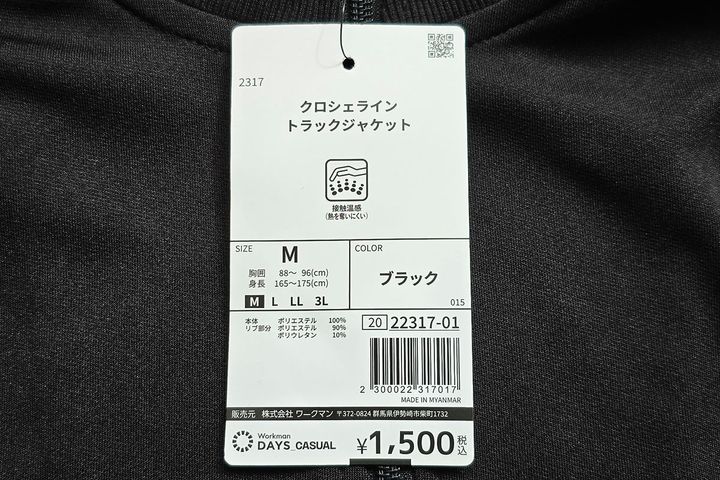 2317
クロシェライン
トラックジャケット
接触温感
(熱を奪いにくい)
SIZE
M
胸囲 88～ 96(cm)
身長 165～175(cm)
M L LL 3L
COLOR
ブラック
015
本体 ポリエステル 100%
リブ部分 ポリエステル 90%
ポリウレタン 10%
20 22317-01
2 300022 317017
MADE IN MYANMAR
販売元 株式会社 ワークマン 〒372-0824 群馬県伊勢崎市柴町1732
Workman
DAYS_CASUAL
¥1,500税込